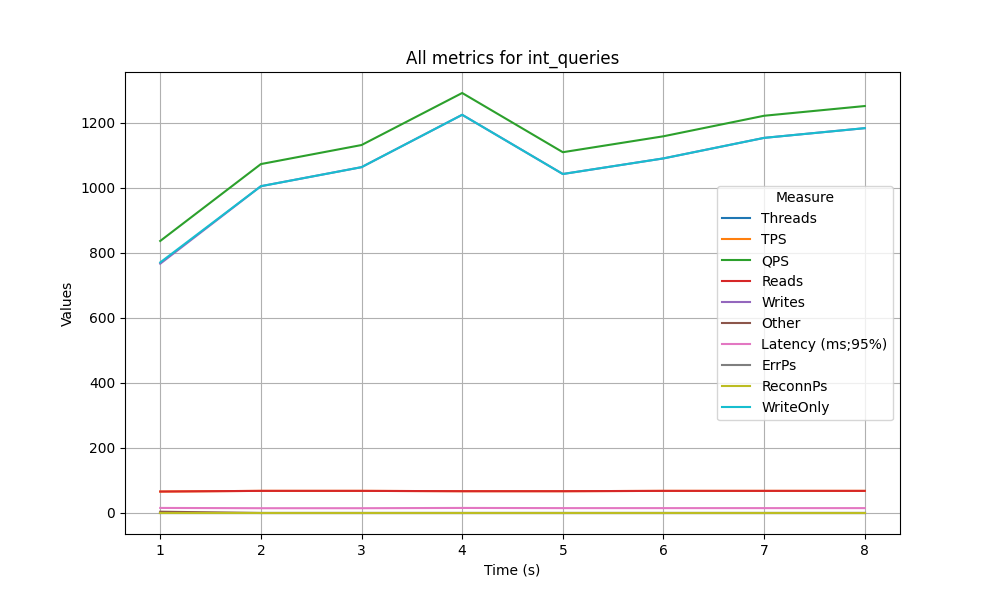 All metrics for int_queries
Values
1200
1000
800
600
400
200
0
Measure
Threads
TPS
QPS
Reads
Writes
Other
Latency (ms;95%)
ErrPs
ReconnPs
WriteOnly
1 2 3 4 5 6 7 8
Time (s)